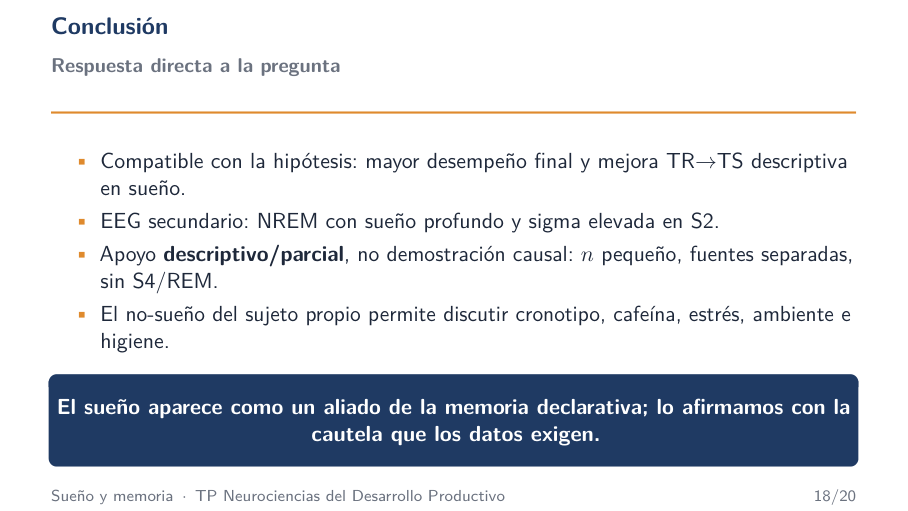 Conclusión
Respuesta directa a la pregunta
▪ Compatible con la hipótesis: mayor desempeño final y mejora TR→TS descriptiva
en sueño.
▪ EEG secundario: NREM con sueño profundo y sigma elevada en S2.
▪ Apoyo descriptivo/parcial, no demostración causal: n pequeño, fuentes separadas,
sin S4/REM.
▪ El no-sueño del sujeto propio permite discutir cronotipo, cafeína, estrés, ambiente e
higiene.
El sueño aparece como un aliado de la memoria declarativa; lo afirmamos con la
cautela que los datos exigen.
Sueño y memoria · TP Neurociencias del Desarrollo Productivo 18/20